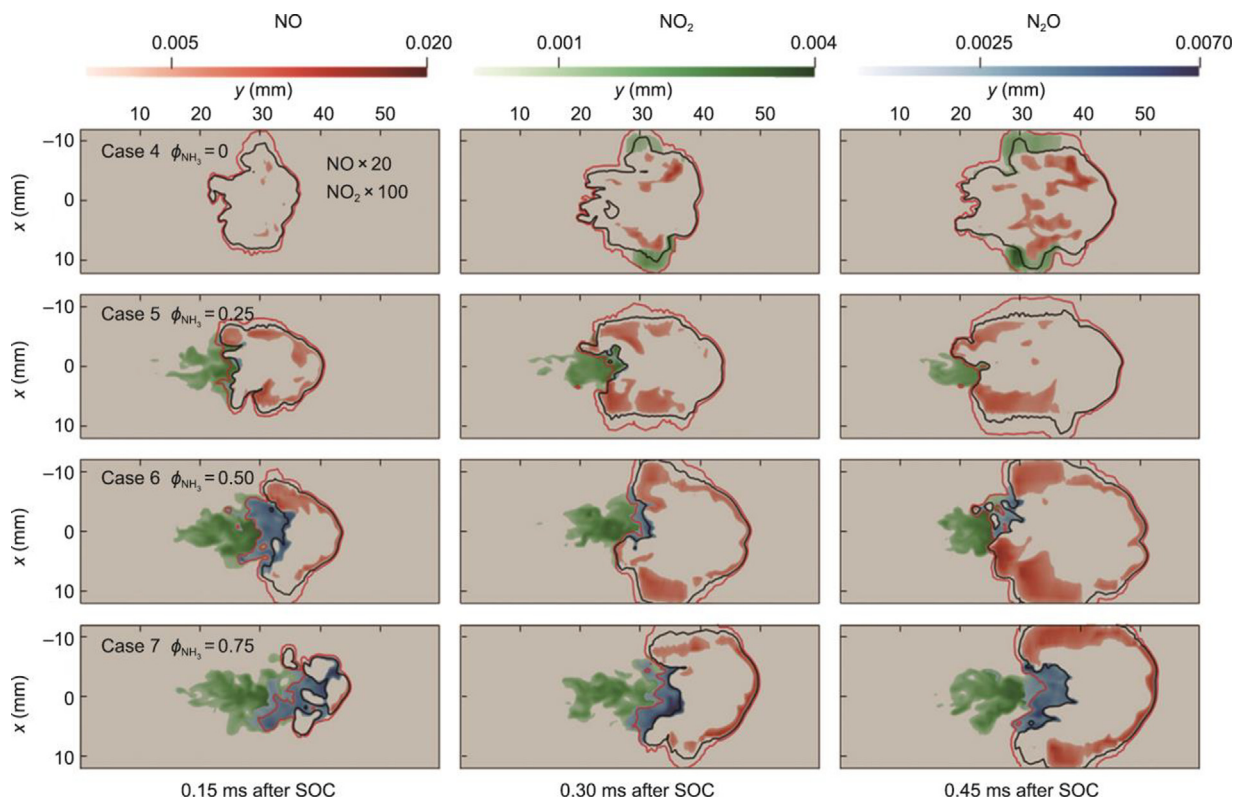 NO NO₂ N₂O
0.005 0.020 0.001 0.004 0.0025 0.0070
y (mm) y (mm) y (mm)
10 20 30 40 50 10 20 30 40 50 10 20 30 40 50
−10
Case 4 ϕNH₃ = 0
NO × 20
x (mm) 0
NO₂ × 100
10
−10
Case 5 ϕNH₃ = 0.25
x (mm) 0
10
−10
Case 6 ϕNH₃ = 0.50
x (mm) 0
10
−10
Case 7 ϕNH₃ = 0.75
x (mm) 0
10
0.15 ms after SOC 0.30 ms after SOC 0.45 ms after SOC